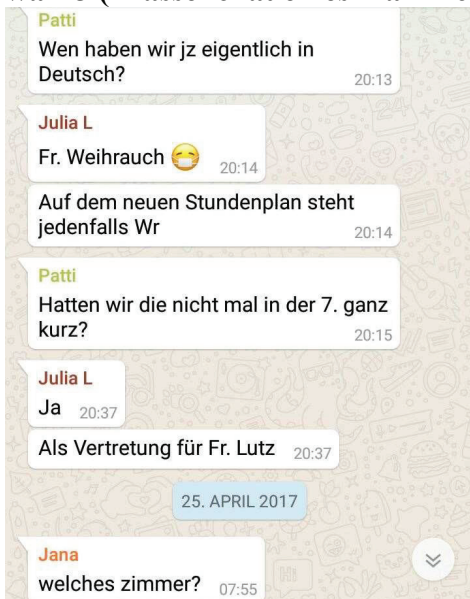 Patti
Wen haben wir jz eigentlich in
Deutsch?
20:13
Julia L
Fr. Weihrauch 😷 20:14
Auf dem neuen Stundenplan steht
jedenfalls Wr
20:14
Patti
Hatten wir die nicht mal in der 7. ganz
kurz?
20:15
Julia L
Ja 20:37
Als Vertretung für Fr. Lutz 20:37
25. APRIL 2017
Jana
welches zimmer? 07:55